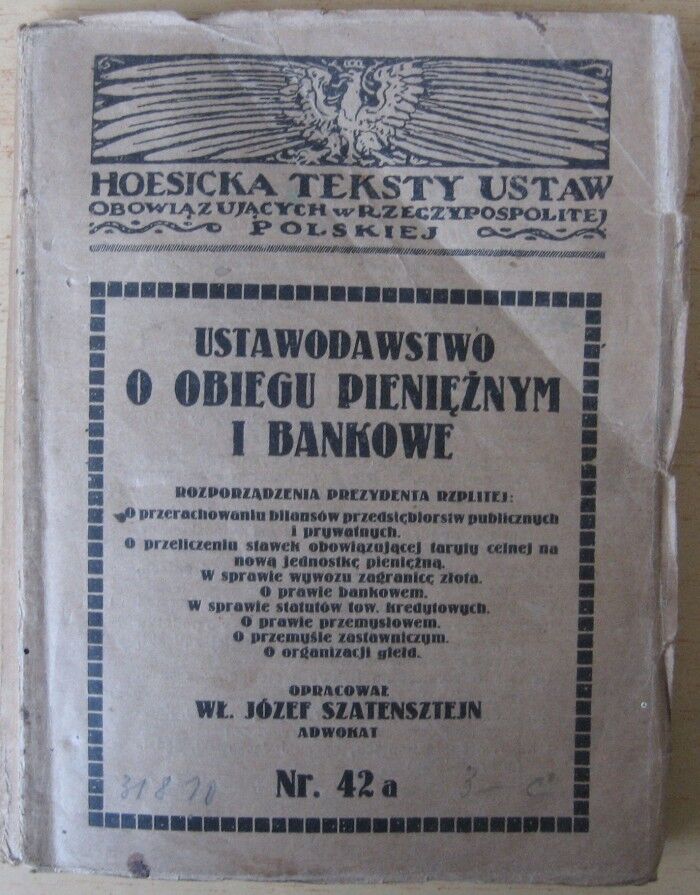 HOESICKA TEKSTY USTAW
OBOWIĄZUJĄCYCH W RZECZYPOSPOLITEJ
POLSKIEJ
USTAWODAWSTWO
O OBIEGU PIENIĘŻNYM
I BANKOWE
ROZPORZĄDZENIA PREZYDENTA RZPLITEJ:
O przerachowaniu bilansów przedsiębiorstw publicznych
i prywatnych.
O przeliczeniu stawek obowiązującej taryfy celnej na
nową jednostkę pieniężną.
W sprawie wywozu zagranicę złota.
O prawie bankowem.
W sprawie statutów tow. kredytowych.
O prawie przemysłowem.
O przemyśle zastawniczym.
O organizacji giełd.
OPRACOWAŁ
WŁ. JÓZEF SZATENSZTEJN
ADWOKAT
31870
Nr. 42 a
3-